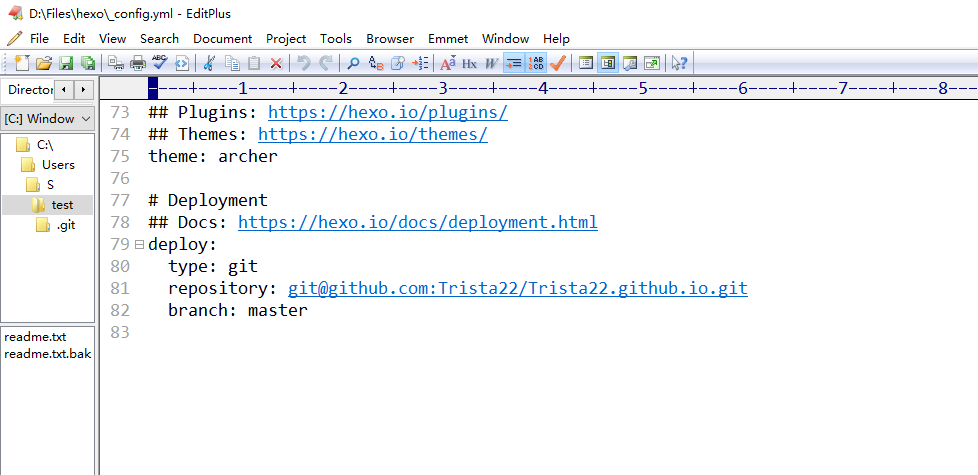 D:\Files\hexo\_config.yml - EditPlus
File Edit View Search Document Project Tools Browser Emmet Window Help
Director
[C:] Window
C:\
Users
S
test
.git
readme.txt
readme.txt.bak
----+----1----+----2----+----3----+----4----+----5----+----6----+----7----+----8---
73 ## Plugins: https://hexo.io/plugins/
74 ## Themes: https://hexo.io/themes/
75 theme: archer
76
77 # Deployment
78 ## Docs: https://hexo.io/docs/deployment.html
79 deploy:
80 type: git
81 repository: git@github.com:Trista22/Trista22.github.io.git
82 branch: master
83